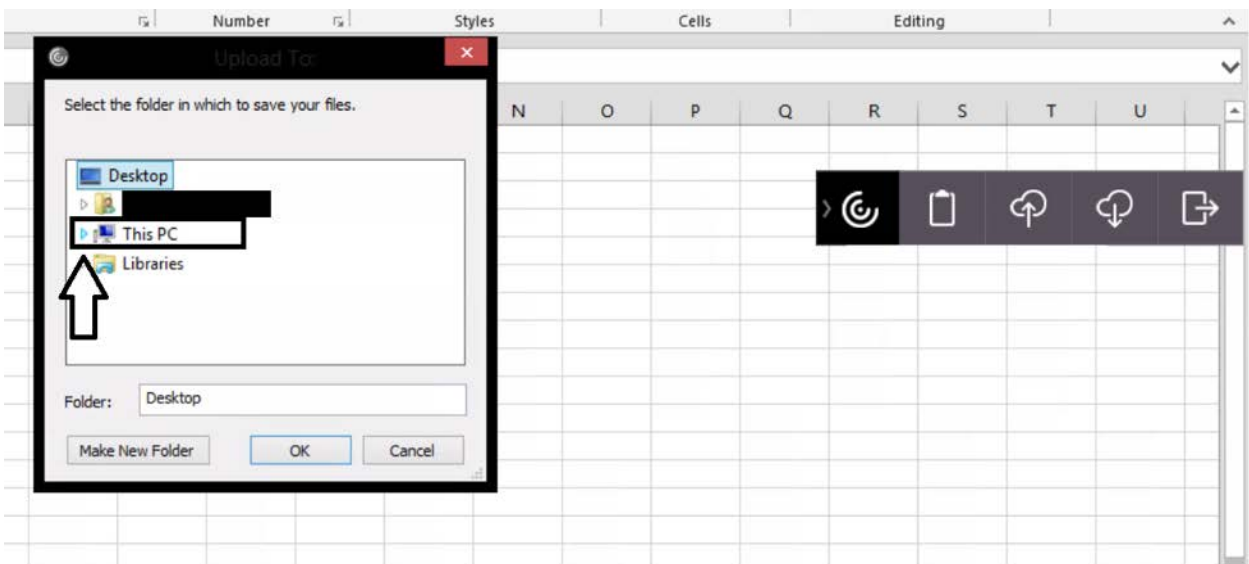 Number Styles Cells Editing
Upload To:
Select the folder in which to save your files.
N O P Q R S T U
Desktop
This PC
Libraries
Folder: Desktop
Make New Folder OK Cancel